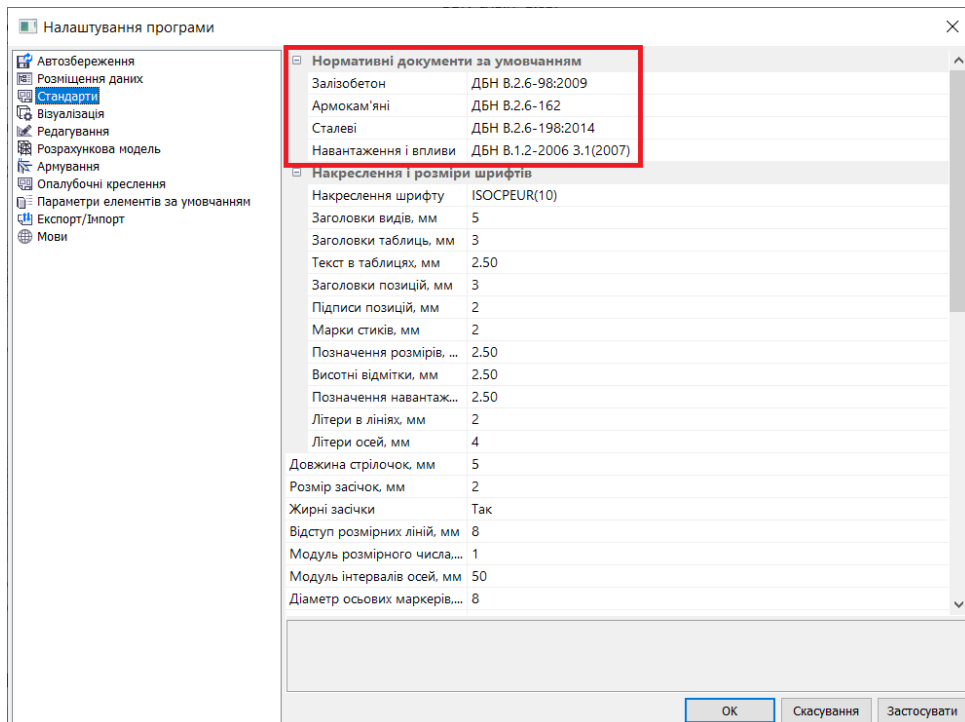 Налаштування програми
Автозбереження
Розміщення даних
Стандарти
Візуалізація
Редагування
Розрахункова модель
Армування
Опалубочні креслення
Параметри елементів за умовчанням
Експорт/Імпорт
Мови
Нормативні документи за умовчанням
Залізобетон ДБН В.2.6-98:2009
Армокам'яні ДБН В.2.6-162
Сталеві ДБН В.2.6-198:2014
Навантаження і впливи ДБН В.1.2-2006 З.1(2007)
Накреслення і розміри шрифтів
Накреслення шрифту ISOCPEUR(10)
Заголовки видів, мм 5
Заголовки таблиць, мм 3
Текст в таблицях, мм 2.50
Заголовки позицій, мм 3
Підписи позицій, мм 2
Марки стиків, мм 2
Позначення розмірів, ... 2.50
Висотні відмітки, мм 2.50
Позначення навантаж... 2.50
Літери в лініях, мм 2
Літери осей, мм 4
Довжина стрілочок, мм 5
Розмір засічок, мм 2
Жирні засічки Так
Відступ розмірних ліній, мм 8
Модуль розмірного числа,... 1
Модуль інтервалів осей, мм 50
Діаметр осьових маркерів,... 8
ОК
Скасування
Застосувати